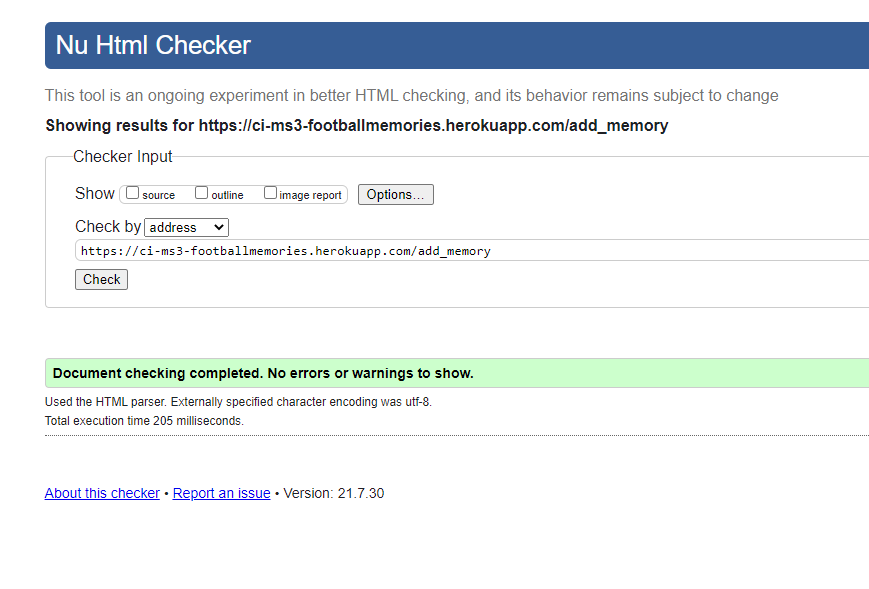 Nu Html Checker
This tool is an ongoing experiment in better HTML checking, and its behavior remains subject to change
Showing results for https://ci-ms3-footballmemories.herokuapp.com/add_memory
Checker Input
Show source outline image report Options...
Check by address
https://ci-ms3-footballmemories.herokuapp.com/add_memory
Check
Document checking completed. No errors or warnings to show.
Used the HTML parser. Externally specified character encoding was utf-8.
Total execution time 205 milliseconds.
About this checker • Report an issue • Version: 21.7.30